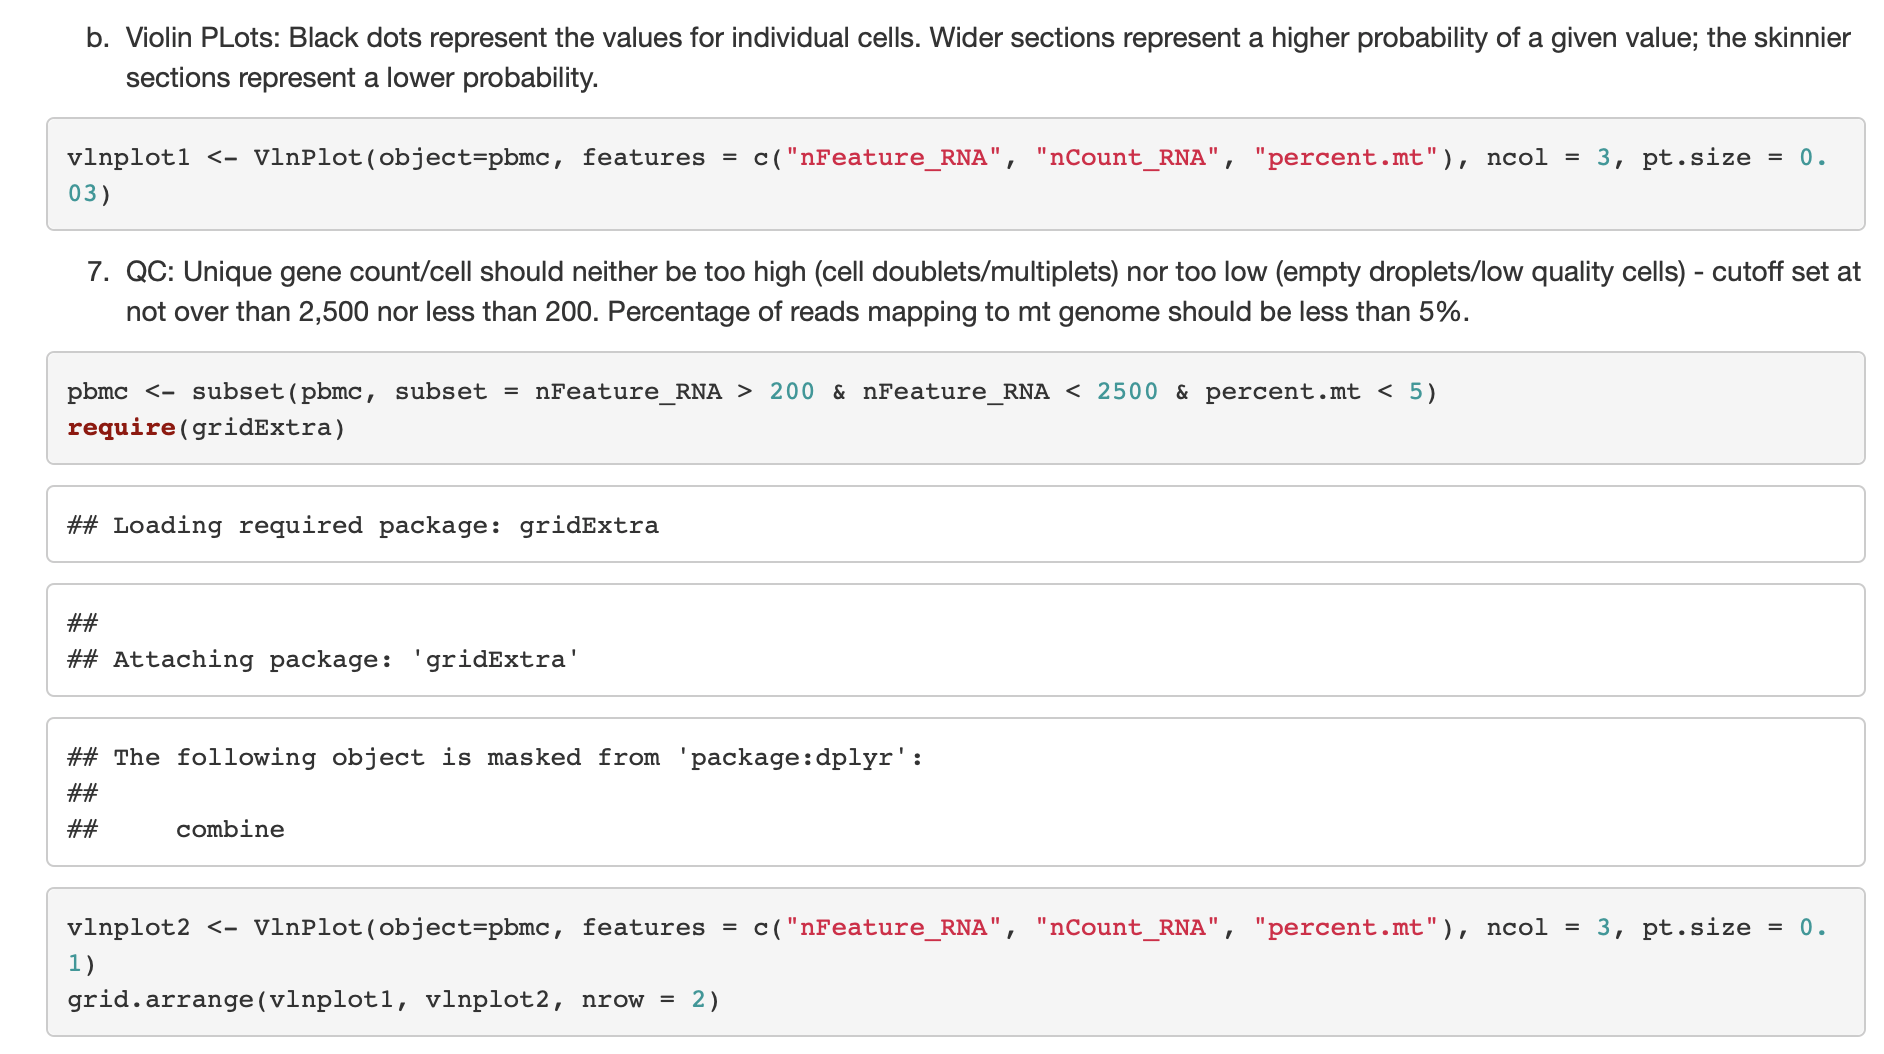 b. Violin PLots: Black dots represent the values for individual cells. Wider sections represent a higher probability of a given value; the skinnier
sections represent a lower probability.
vlnplot1 <- VlnPlot(object=pbmc, features = c("nFeature_RNA", "nCount_RNA", "percent.mt"), ncol = 3, pt.size = 0.
03)
7. QC: Unique gene count/cell should neither be too high (cell doublets/multiplets) nor too low (empty droplets/low quality cells) - cutoff set at
not over than 2,500 nor less than 200. Percentage of reads mapping to mt genome should be less than 5%.
pbmc <- subset(pbmc, subset = nFeature_RNA > 200 & nFeature_RNA < 2500 & percent.mt < 5)
require(gridExtra)
## Loading required package: gridExtra
##
## Attaching package: 'gridExtra'
## The following object is masked from 'package:dplyr':
##
##     combine
vlnplot2 <- VlnPlot(object=pbmc, features = c("nFeature_RNA", "nCount_RNA", "percent.mt"), ncol = 3, pt.size = 0.
1)
grid.arrange(vlnplot1, vlnplot2, nrow = 2)